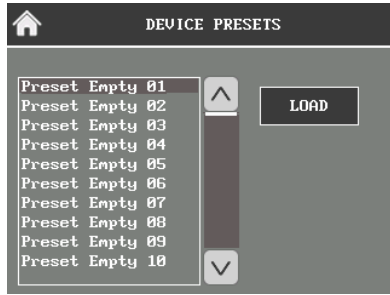 DEVICE PRESETS
Preset Empty 01
Preset Empty 02
Preset Empty 03
Preset Empty 04
Preset Empty 05
Preset Empty 06
Preset Empty 07
Preset Empty 08
Preset Empty 09
Preset Empty 10
LOAD